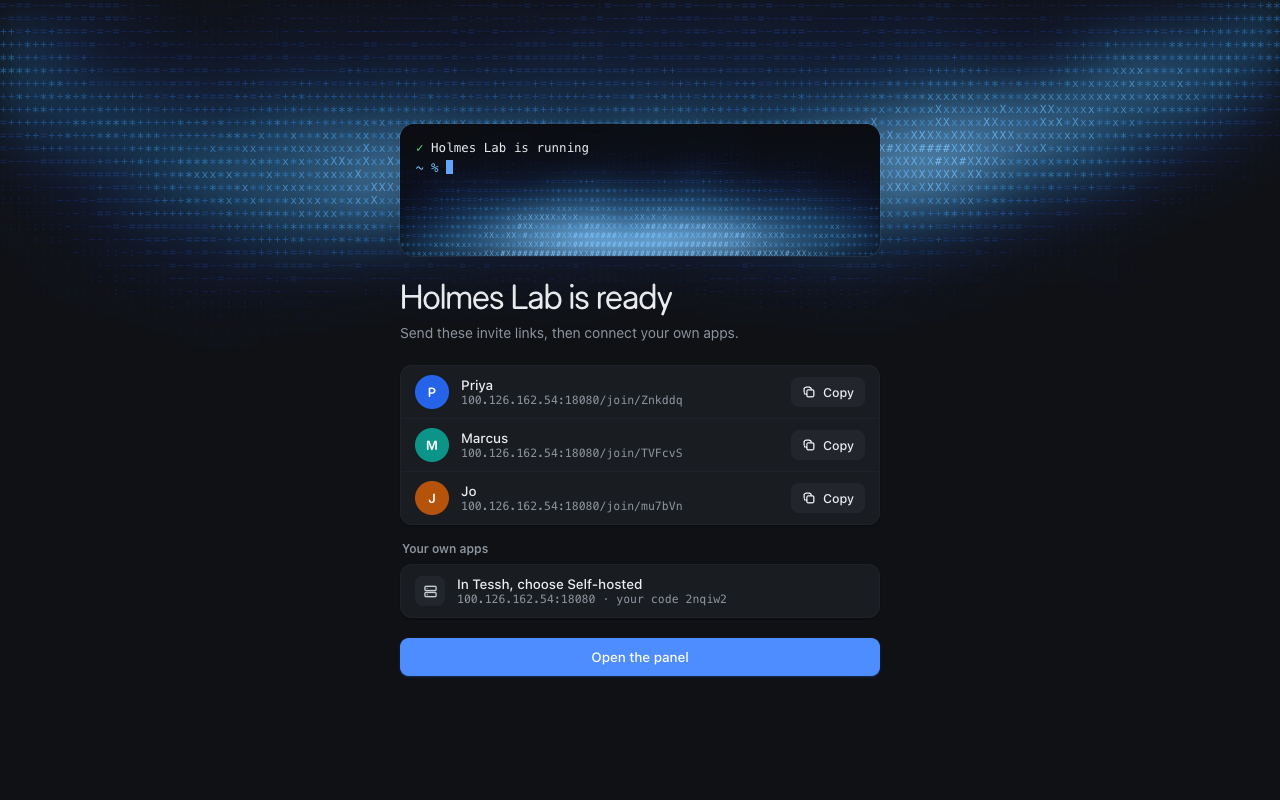 ✓ Holmes Lab is running
~ %
Holmes Lab is ready
Send these invite links, then connect your own apps.
P
Priya
100.126.162.54:18080/join/Znkddq
Copy
M
Marcus
100.126.162.54:18080/join/TVFcvS
Copy
J
Jo
100.126.162.54:18080/join/mu7bVn
Copy
Your own apps
In Tessh, choose Self-hosted
100.126.162.54:18080 · your code 2nqiw2
Open the panel